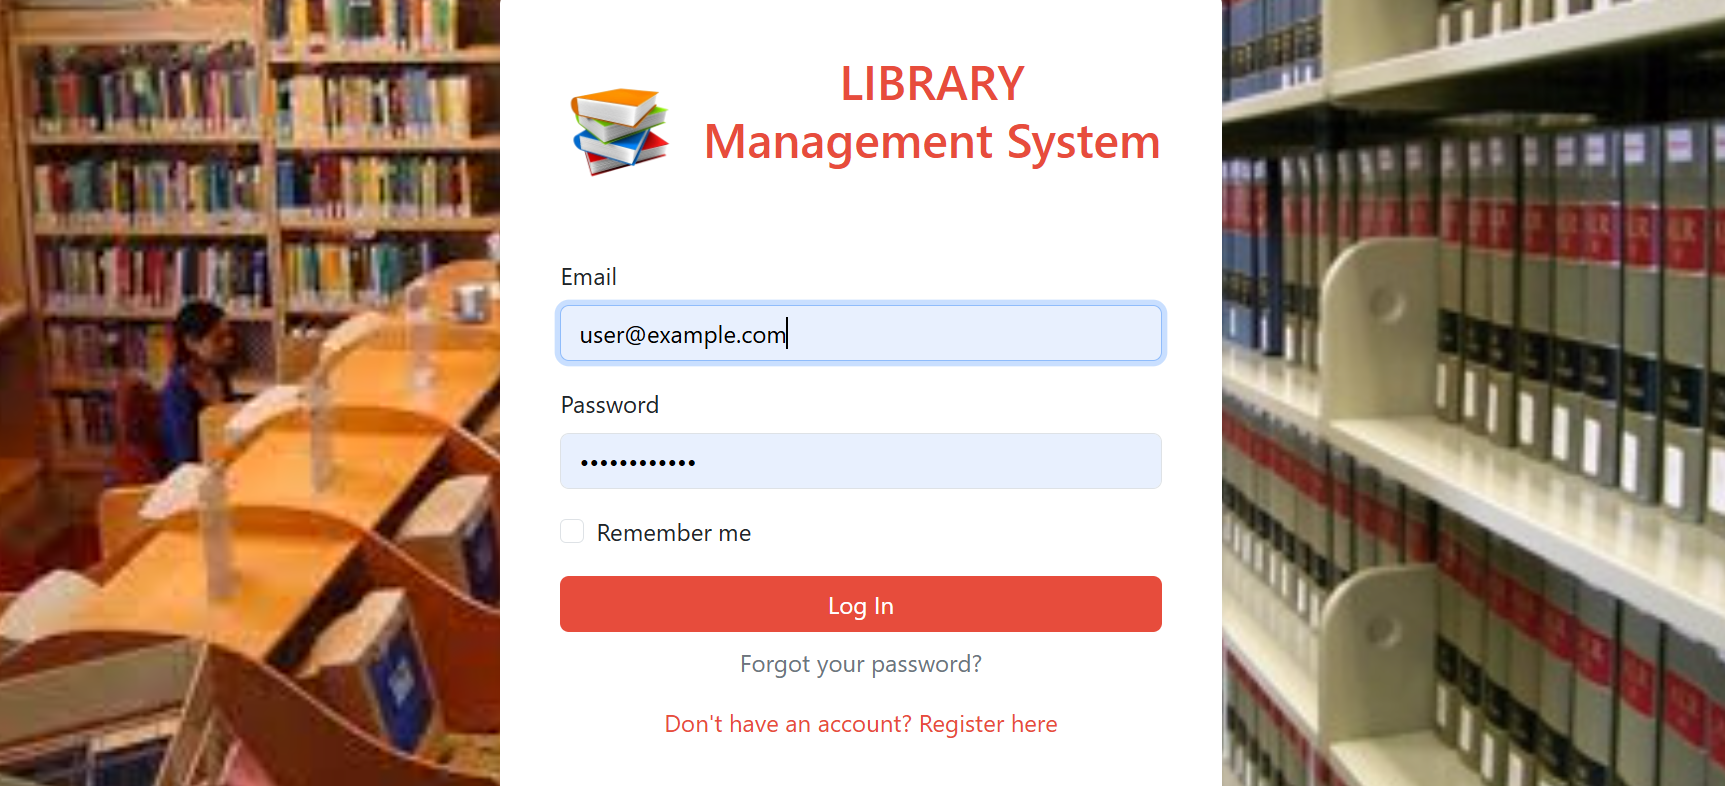 LIBRARY
Management System
Email
user@example.com
Password
••••••••••••
Remember me
Log In
Forgot your password?
Don't have an account? Register here